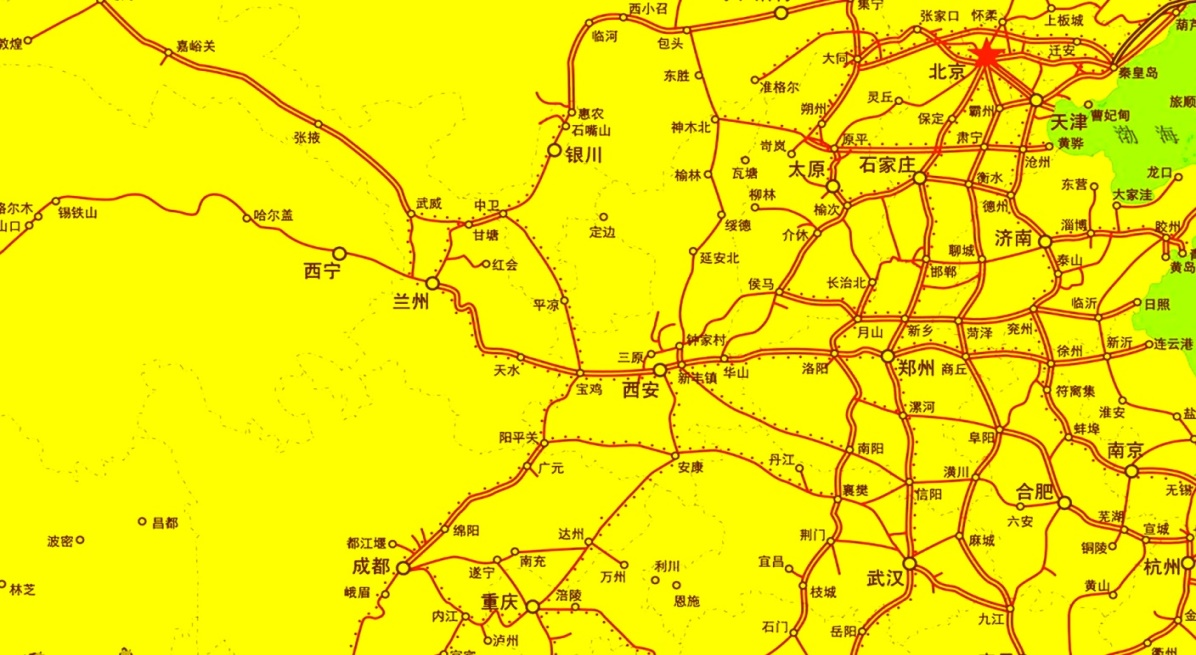 西小召
集宁
张家口
怀柔
上板城
敦煌
嘉峪关
临河
包头
大同
北京
迁安
秦皇岛
东胜
准格尔
灵丘
霸州
天津
曹妃甸
旅顺
渤海
惠农
石嘴山
朔州
保定
张掖
神木北
岢岚
原平
肃宁
黄骅
银川
太原
石家庄
沧州
瓦塘
榆林
柳林
衡水
东营
龙口
大家洼
德州
格尔木
锡铁山
哈尔盖
武威
中卫
甘塘
定边
绥德
榆次
介休
济南
淄博
胶州
西宁
兰州
红会
延安北
聊城
邯郸
泰山
黄岛
侯马
长治北
平凉
临沂
日照
钟家村
月山
新乡
菏泽
兖州
三原
天水
宝鸡
西安
新丰镇
华山
洛阳
郑州
商丘
徐州
新沂
连云港
符离集
漯河
淮安
盐
阳平关
南阳
阜阳
蚌埠
广元
安康
丹江
潢川
南京
襄樊
信阳
合肥
无锡
昌都
绵阳
六安
芜湖
宣城
波密
都江堰
达州
荆门
麻城
铜陵
成都
遂宁
南充
万州
利川
宜昌
武汉
杭州
林芝
峨眉
重庆
涪陵
恩施
枝城
黄山
内江
泸州
石门
岳阳
九江
金
衢州